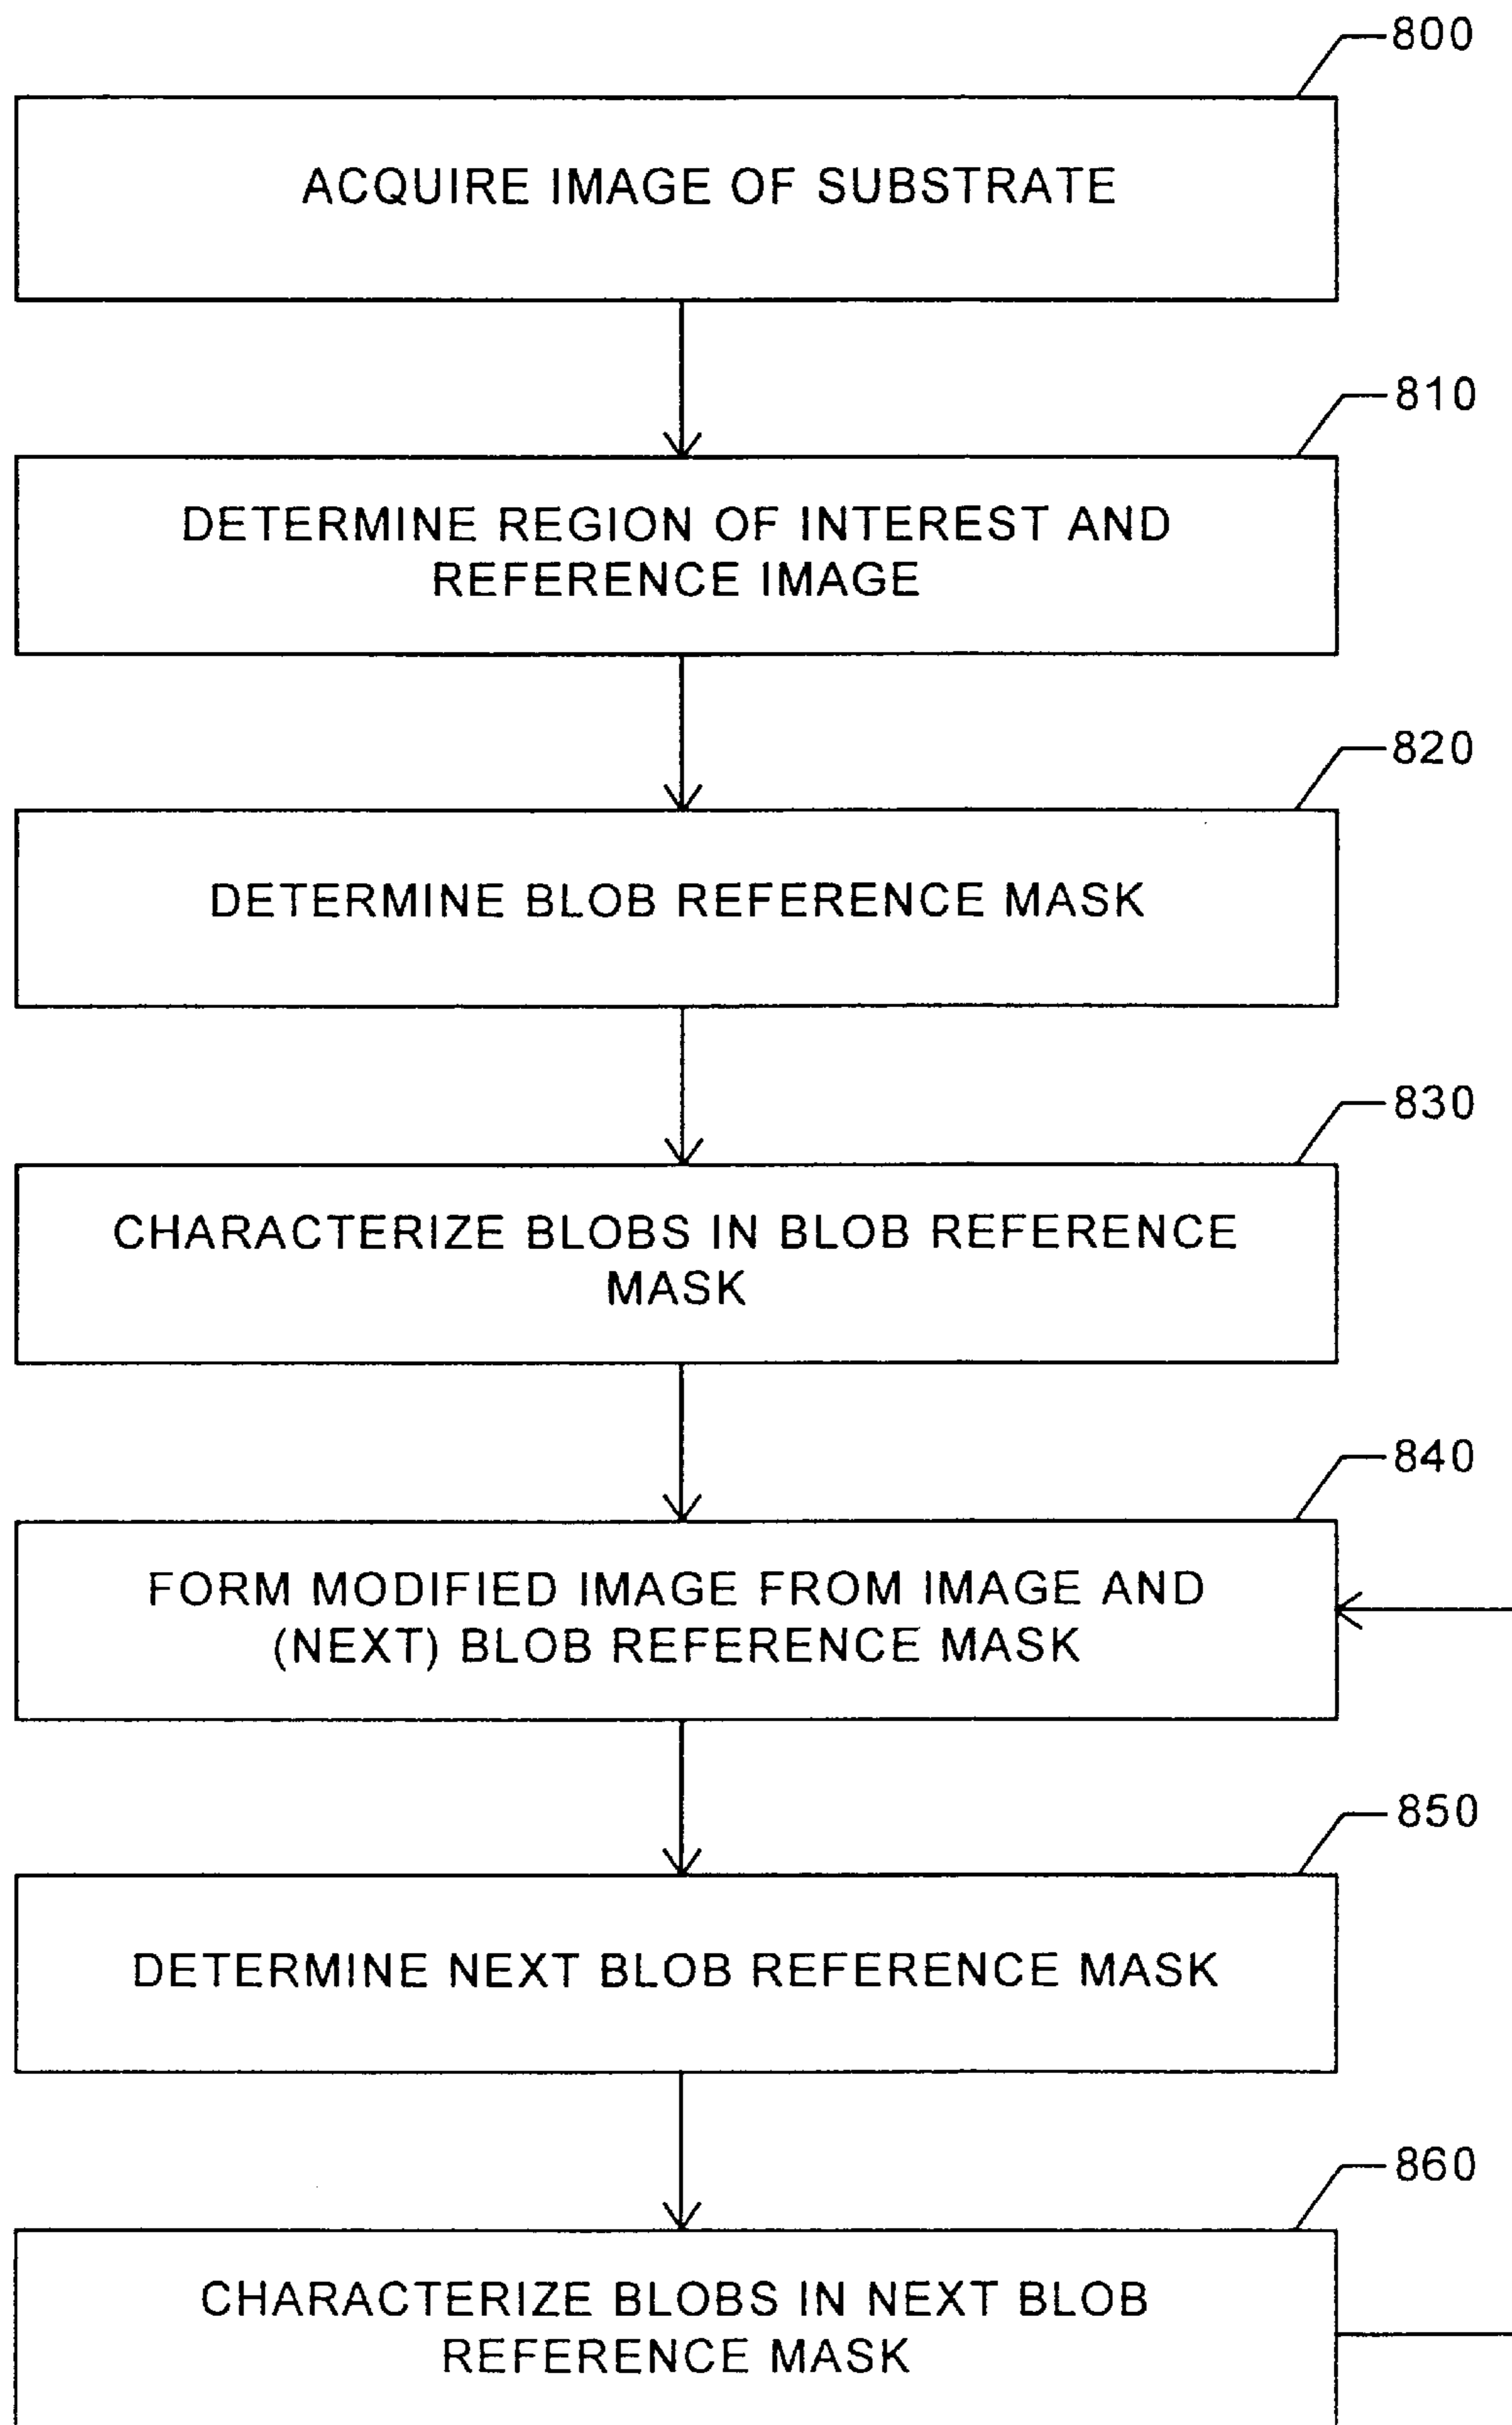 800
ACQUIRE IMAGE OF SUBSTRATE
810
DETERMINE REGION OF INTEREST AND
REFERENCE IMAGE
820
DETERMINE BLOB REFERENCE MASK
830
CHARACTERIZE BLOBS IN BLOB REFERENCE
MASK
840
FORM MODIFIED IMAGE FROM IMAGE AND
(NEXT) BLOB REFERENCE MASK
850
DETERMINE NEXT BLOB REFERENCE MASK
860
CHARACTERIZE BLOBS IN NEXT BLOB
REFERENCE MASK